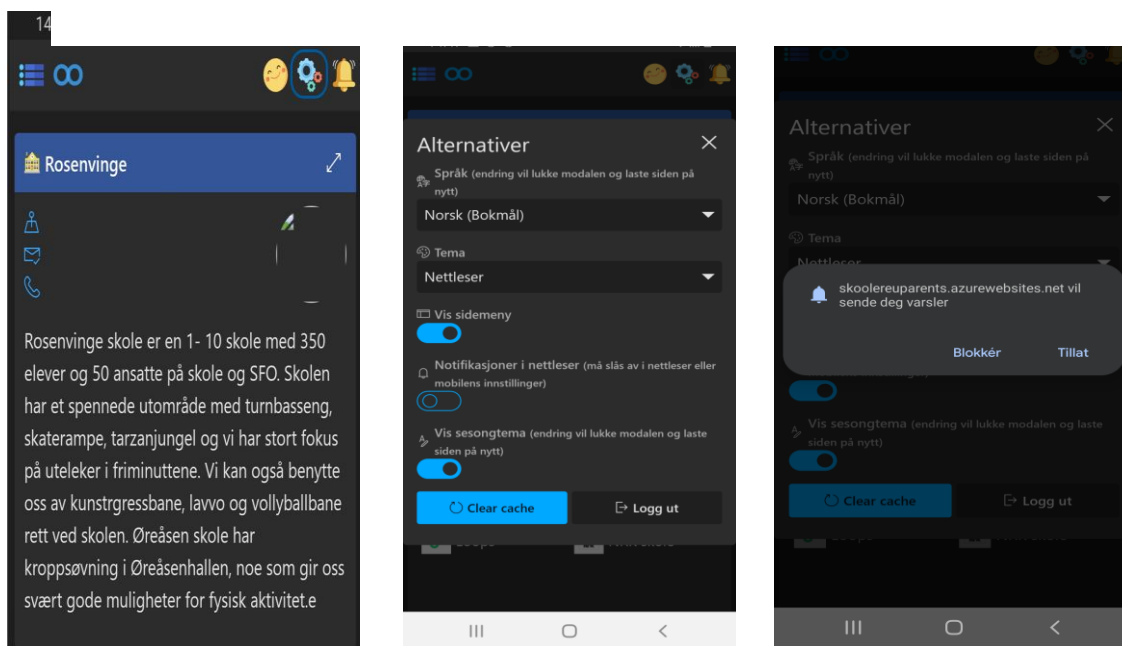 14
Rosenvinge
Rosenvinge skole er en 1- 10 skole med 350
elever og 50 ansatte på skole og SFO. Skolen
har et spennede utområde med turnbasseng,
skaterampe, tarzanjungel og vi har stort fokus
på uteleker i friminuttene. Vi kan også benytte
oss av kunstrgressbane, lavvo og vollyballbane
rett ved skolen. Øreåsen skole har
kroppsøvning i Øreåsenhallen, noe som gir oss
svært gode muligheter for fysisk aktivitet.e
Alternativer
Språk (endring vil lukke modalen og laste siden på
nytt)
Norsk (Bokmål)
Tema
Nettleser
Vis sidemeny
Notifikasjoner i nettleser (må slås av i nettleser eller
mobilens innstillinger)
Vis sesongtema (endring vil lukke modalen og laste
siden på nytt)
Clear cache
Logg ut
Alternativer
Språk (endring vil lukke modalen og laste siden på
nytt)
Norsk (Bokmål)
Tema
Nettleser
skoolereuparents.azurewebsites.net vil
sende deg varsler
Blokkér
Tillat
Vis sesongtema (endring vil lukke modalen og laste
siden på nytt)
Clear cache
Logg ut